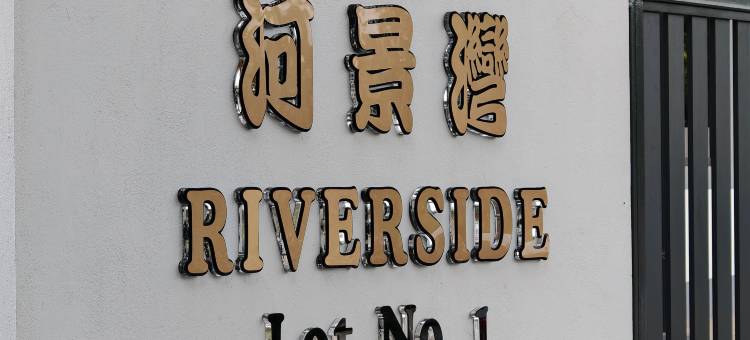 河景灣
RIVERSIDE
Lot No 1